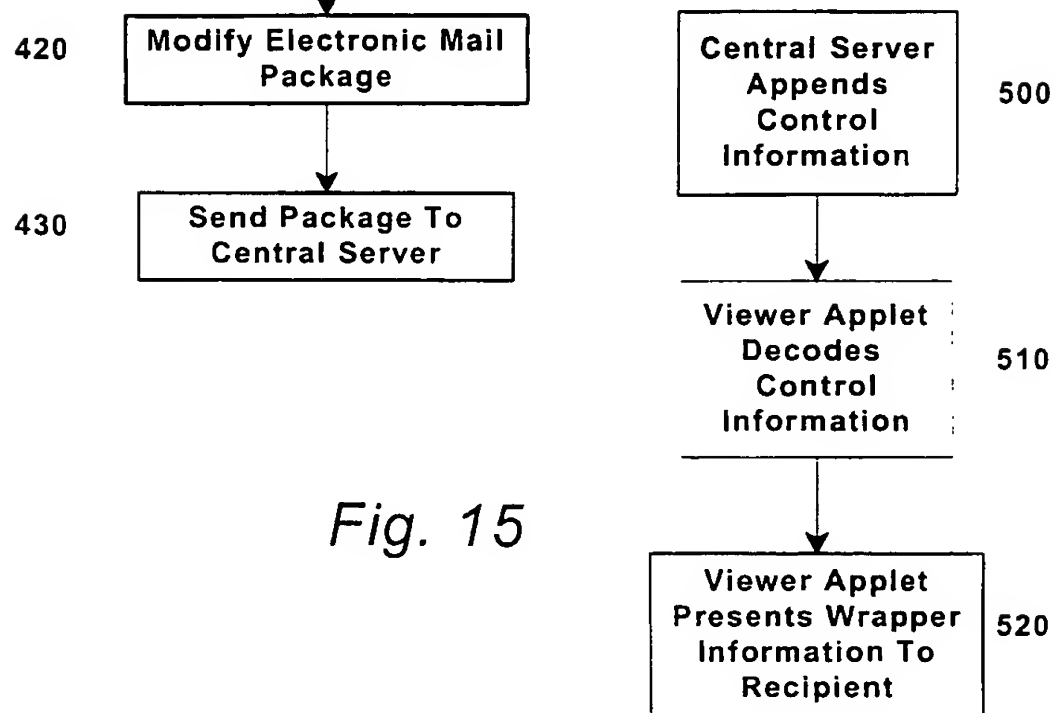 420
Modify Electronic Mail
Package
430
Send Package To
Central Server
Central Server
Appends
Control
Information
500
Viewer Applet
Decodes
Control
Information
510
Fig. 15
Viewer Applet
Presents Wrapper
Information To
Recipient
520